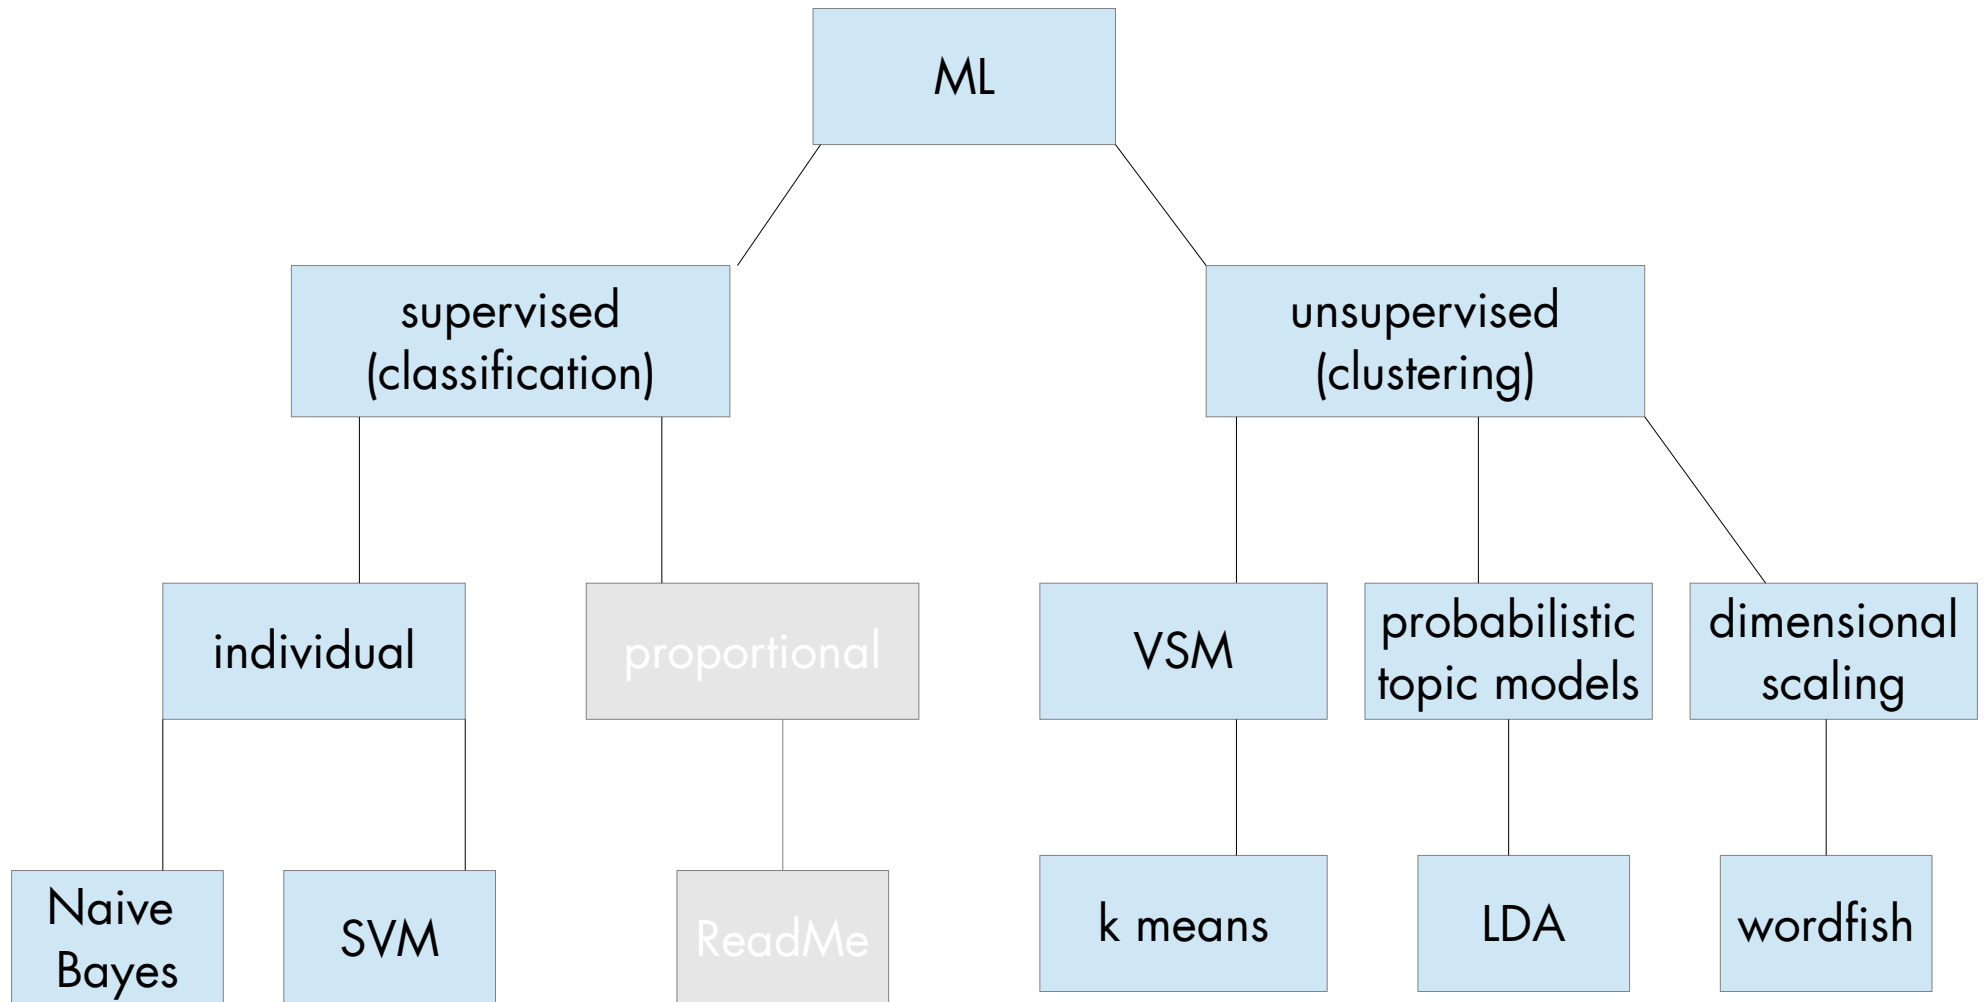 ML
supervised
(classification)
unsupervised
(clustering)
individual
proportional
VSM
probabilistic
topic models
dimensional
scaling
Naive
Bayes
SVM
ReadMe
k means
LDA
wordfish